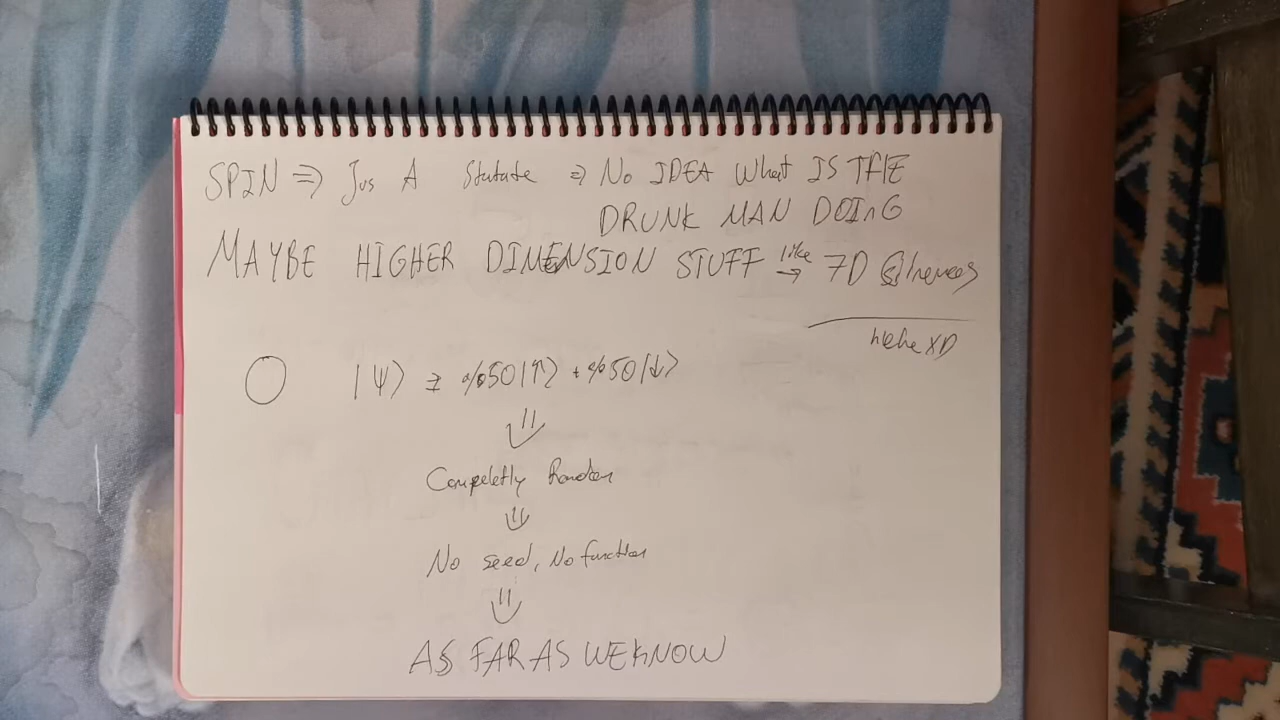 SPIN ⇒ Jus A Statute ⇒ No IDEA What IS THE
DRUNK MAN DOING
MAYBE HIGHER DIMENSION STUFF like → 7D
hehe XD
|Ψ⟩ = %50|↑⟩ + %50|↓⟩
⇓
Compeletly Random
⇓
No seed, No function
⇓
AS FAR AS WE KNOW